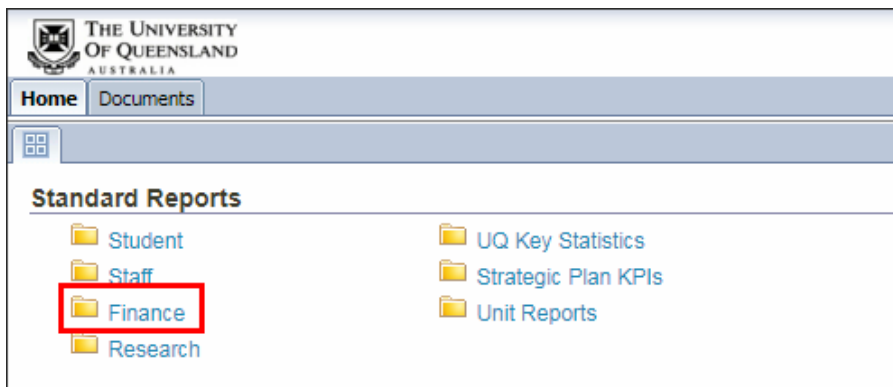 THE UNIVERSITY
OF QUEENSLAND
AUSTRALIA
Home Documents
Standard Reports
Student
Staff
Finance
Research
UQ Key Statistics
Strategic Plan KPIs
Unit Reports